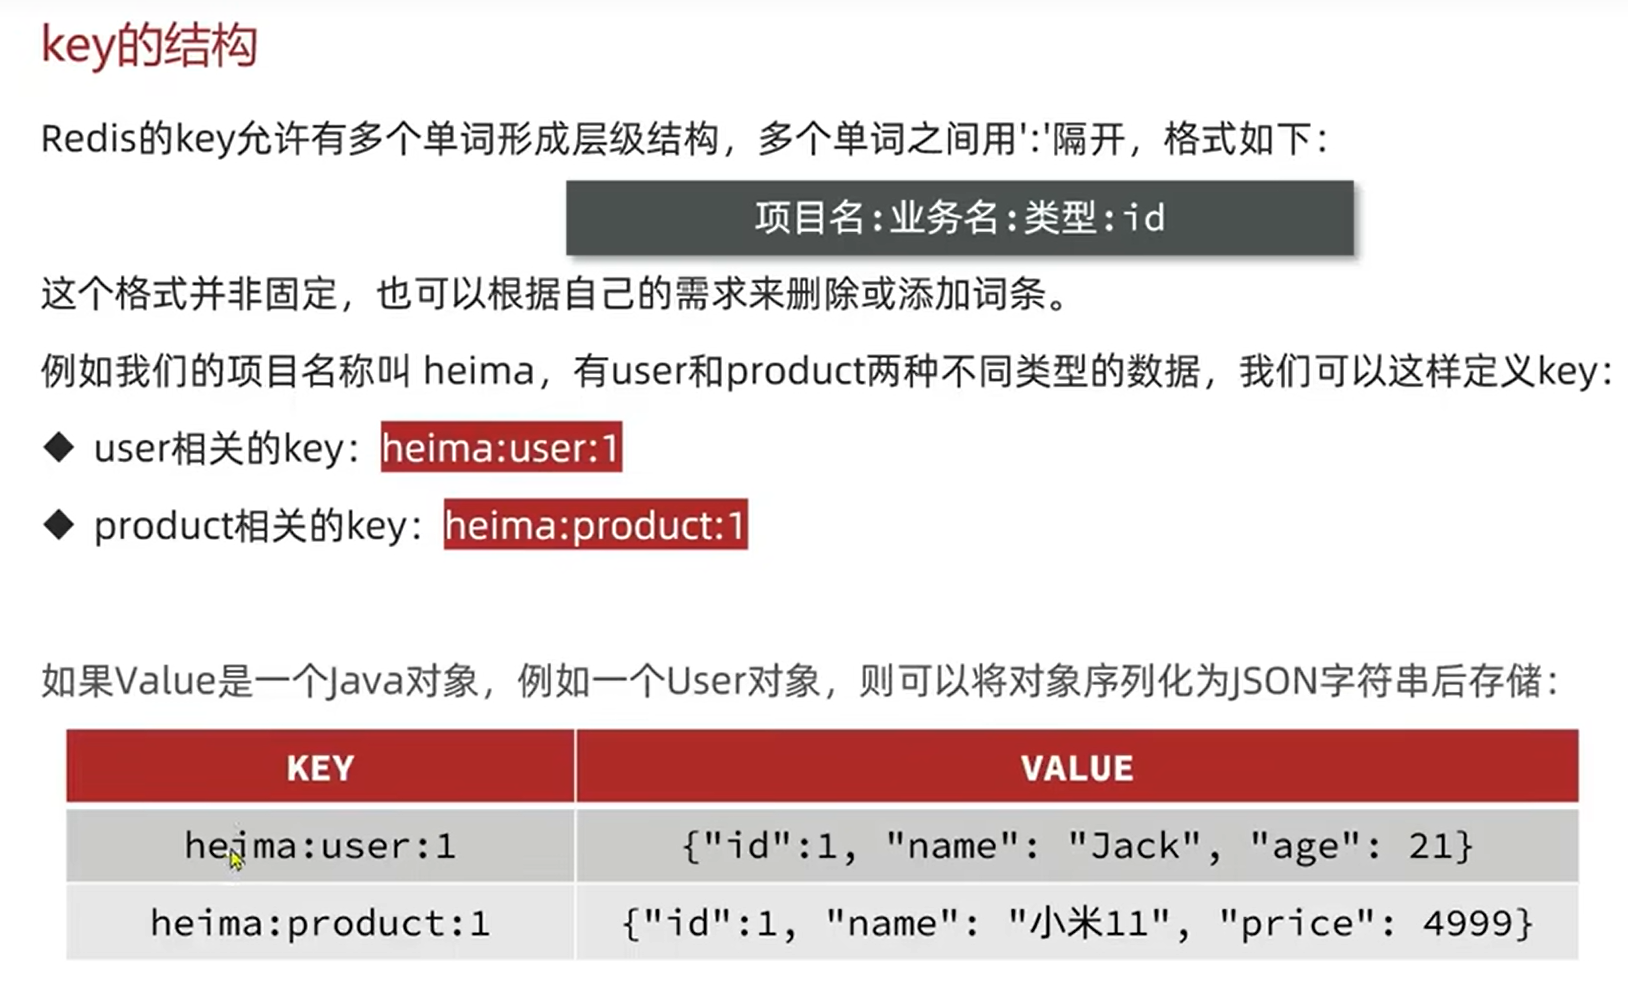 key的结构
Redis的key允许有多个单词形成层级结构，多个单词之间用':'隔开，格式如下：
项目名:业务名:类型:id
这个格式并非固定，也可以根据自己的需求来删除或添加词条。
例如我们的项目名称叫 heima，有user和product两种不同类型的数据，我们可以这样定义key：
◆ user相关的key：heima:user:1
◆ product相关的key：heima:product:1
如果Value是一个Java对象，例如一个User对象，则可以将对象序列化为JSON字符串后存储：
KEY VALUE
heima:user:1 {"id":1, "name": "Jack", "age": 21}
heima:product:1 {"id":1, "name": "小米11", "price": 4999}